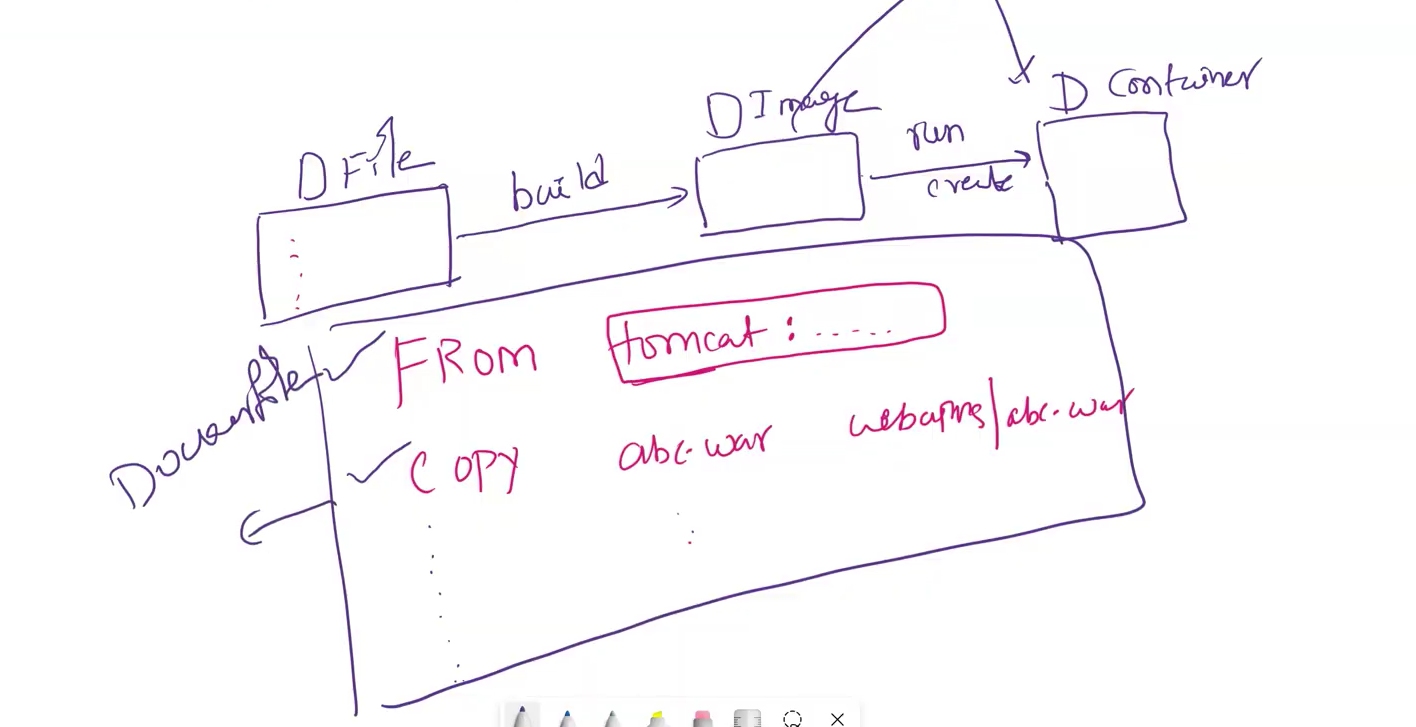 D Container
D Image
run
create
D File
build
FROM tomcat : ......
Dockerfile
COPY abc.war webapps/abc.war